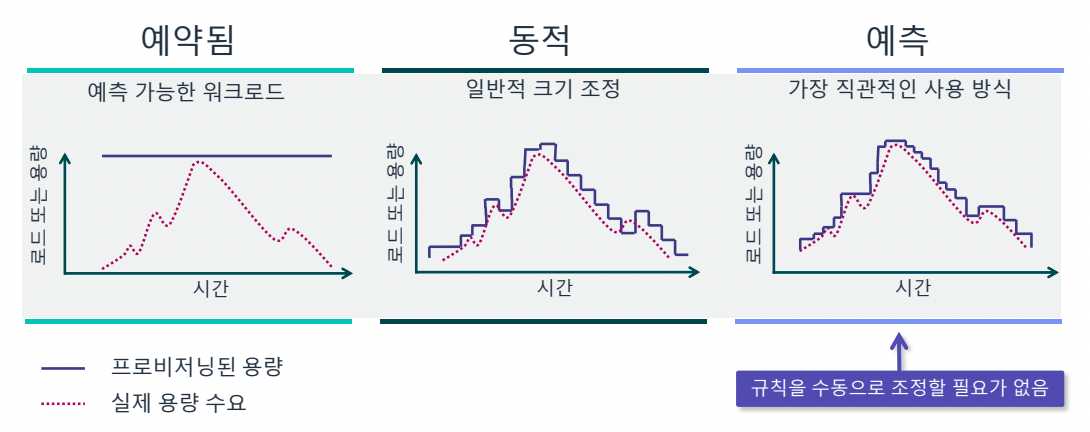 예약됨
동적
예측
예측 가능한 워크로드
일반적 크기 조정
가장 직관적인 사용 방식
로드 또는 용량
로드 또는 용량
로드 또는 용량
시간
시간
시간
프로비저닝된 용량
실제 용량 수요
규칙을 수동으로 조정할 필요가 없음